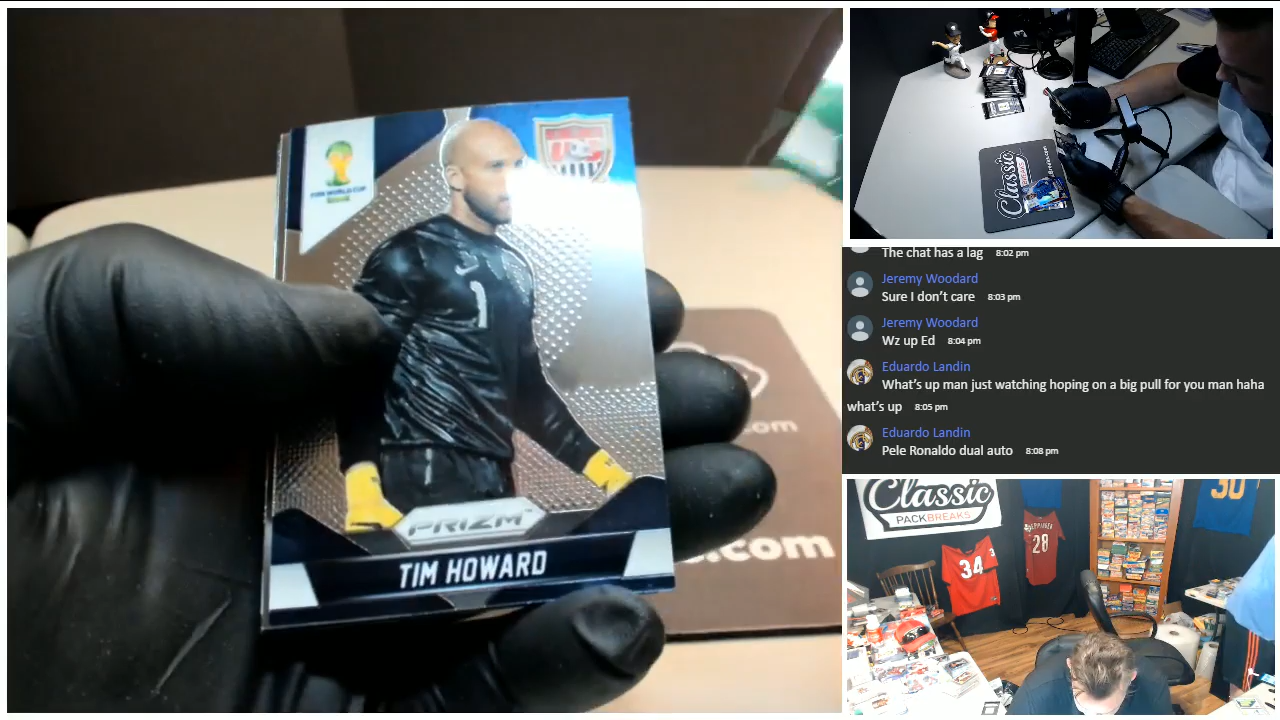 FIFA WORLD CUP
1
PRIZM
TIM HOWARD
.com
Classic
The chat has a lag 8:02 pm
Jeremy Woodard
Sure I don't care 8:03 pm
Jeremy Woodard
Wz up Ed 8:04 pm
Eduardo Landin
What's up man just watching hoping on a big pull for you man haha
what's up 8:05 pm
Eduardo Landin
Pele Ronaldo dual auto 8:08 pm
Classic
PACKBREAKS
34
28
30